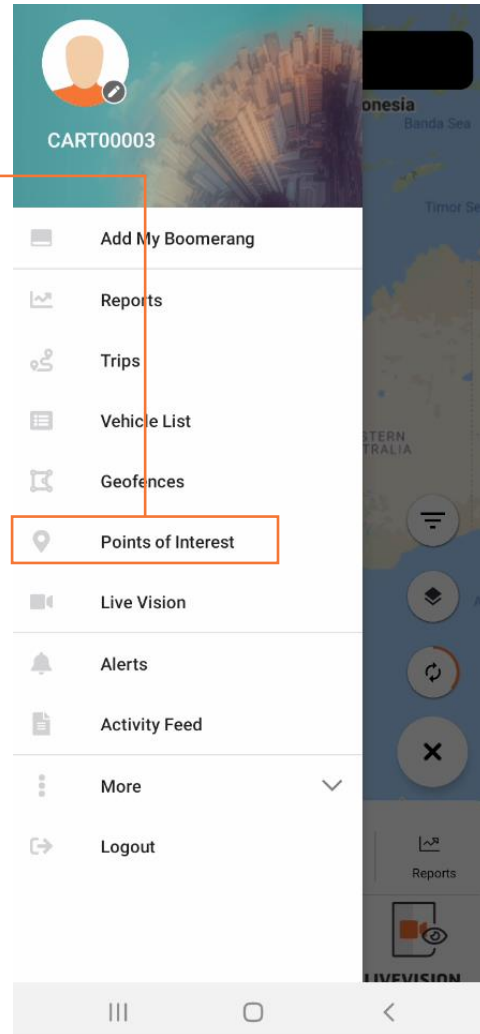 onesia
Banda Sea
CART00003
Timor Se
Add My Boomerang
Reports
Trips
Vehicle List
STERN
TRALIA
Geofences
Points of Interest
Live Vision
Alerts
Activity Feed
More
Logout
Reports
LIVEVISION